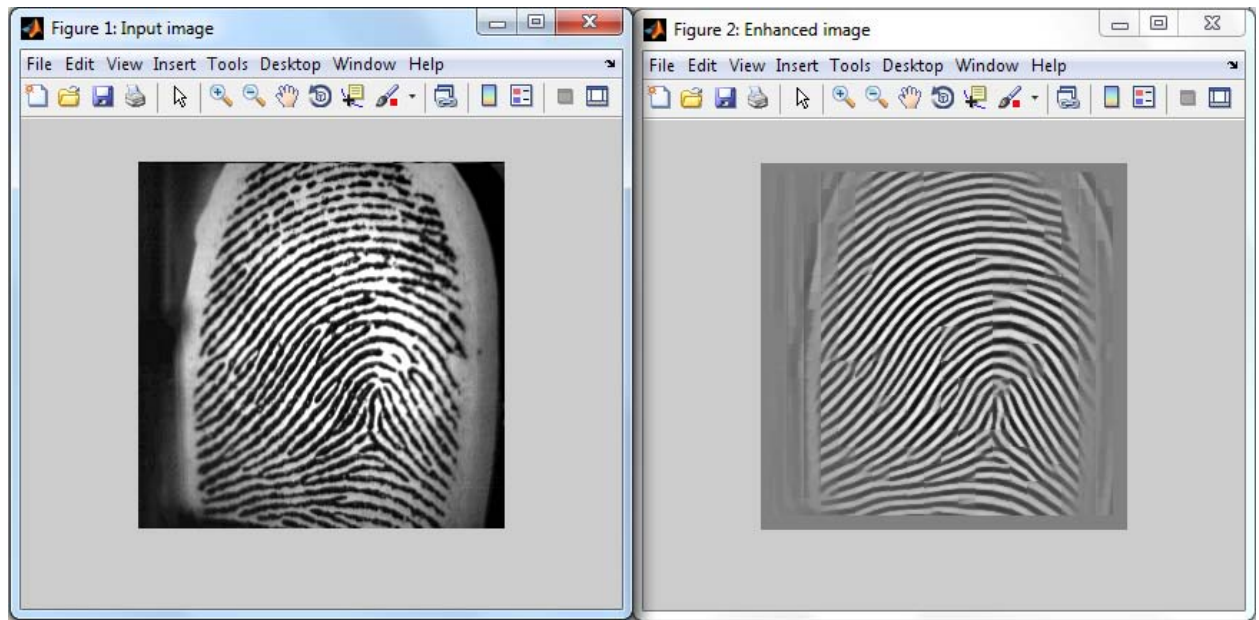 Figure 1: Input image
File Edit View Insert Tools Desktop Window Help
Figure 2: Enhanced image
File Edit View Insert Tools Desktop Window Help